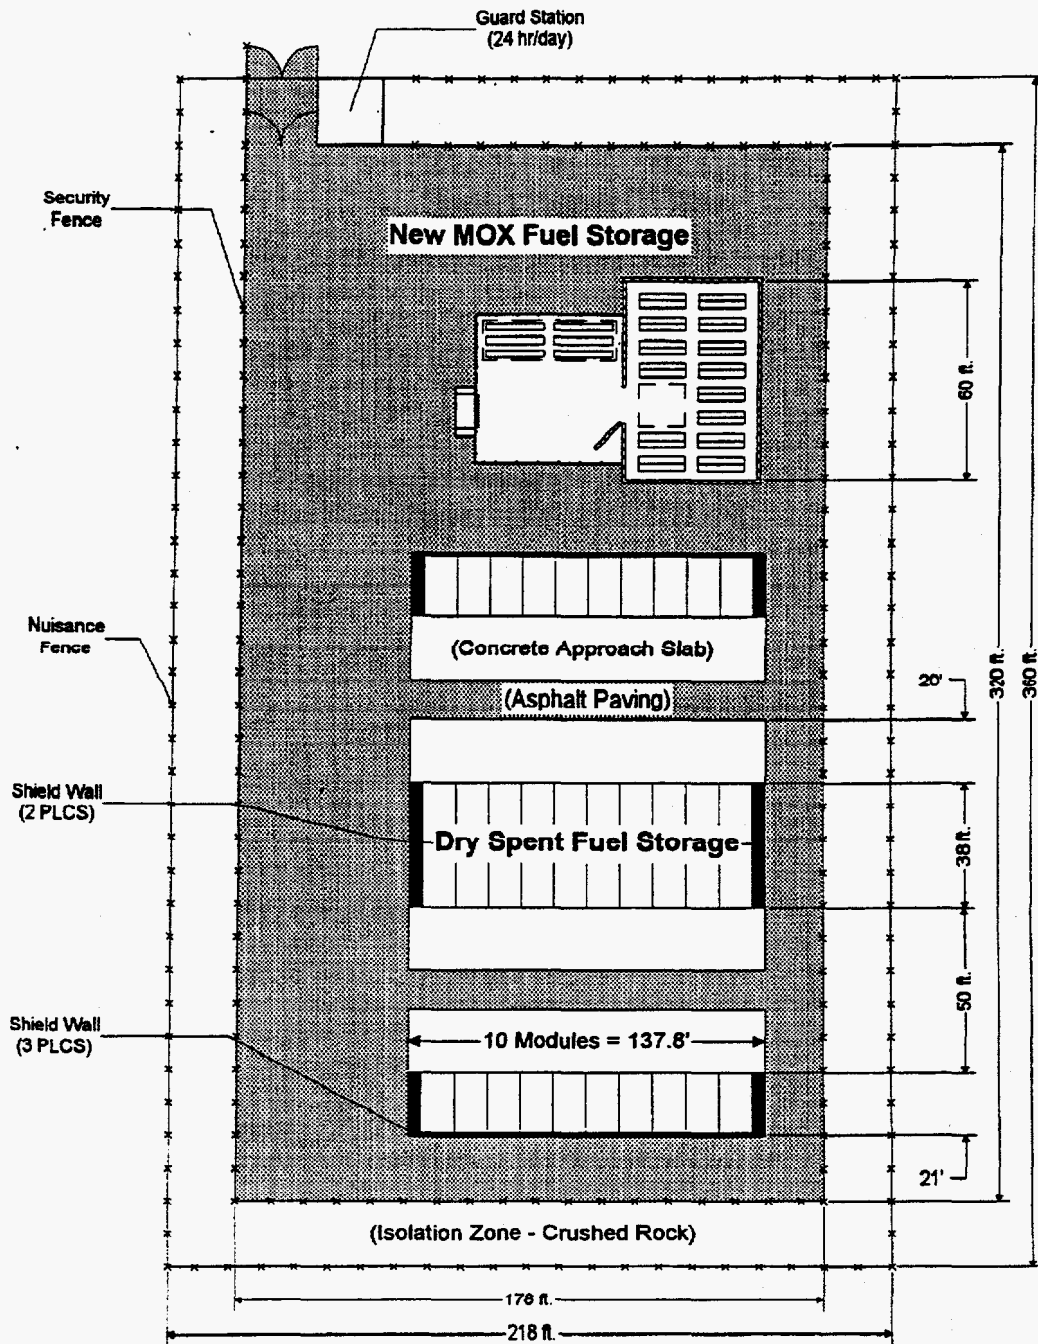 Guard Station
(24 hr/day)
Security
Fence
New MOX Fuel Storage
60 ft.
Nuisance
Fence
(Concrete Approach Slab)
(Asphalt Paving)
20'
320 ft.
360 ft.
Shield Wall
(2 PLCS)
Dry Spent Fuel Storage
38 ft.
50 ft.
Shield Wall
(3 PLCS)
10 Modules = 137.8'
21'
(Isolation Zone - Crushed Rock)
178 ft.
218 ft.